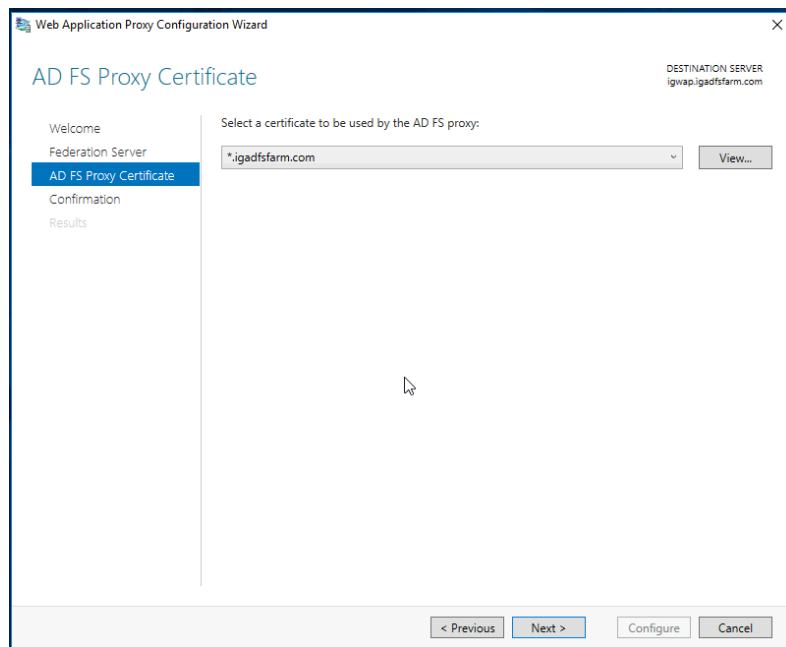 Web Application Proxy Configuration Wizard
AD FS Proxy Certificate
DESTINATION SERVER
igwap.igadfsfarm.com
Welcome
Federation Server
AD FS Proxy Certificate
Confirmation
Results
Select a certificate to be used by the AD FS proxy:
*.igadfsfarm.com
View...
< Previous
Next >
Configure
Cancel